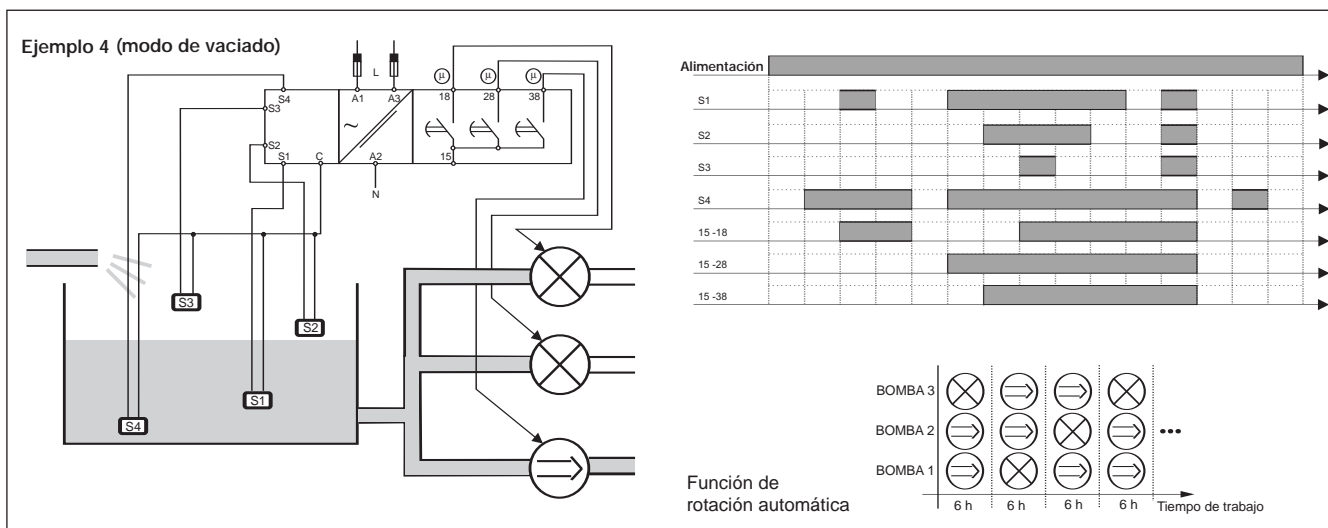 Ejemplo 4 (modo de vaciado)
L
μ μ μ
S4 A1 A3 18 28 38
S3
~
S2
S1 C A2 15
N
S3
S2
S1
S4
Alimentación
S1
S2
S3
S4
15 -18
15 -28
15 -38
BOMBA 3
BOMBA 2
BOMBA 1
6 h 6 h 6 h 6 h Tiempo de trabajo
Función de
rotación automática